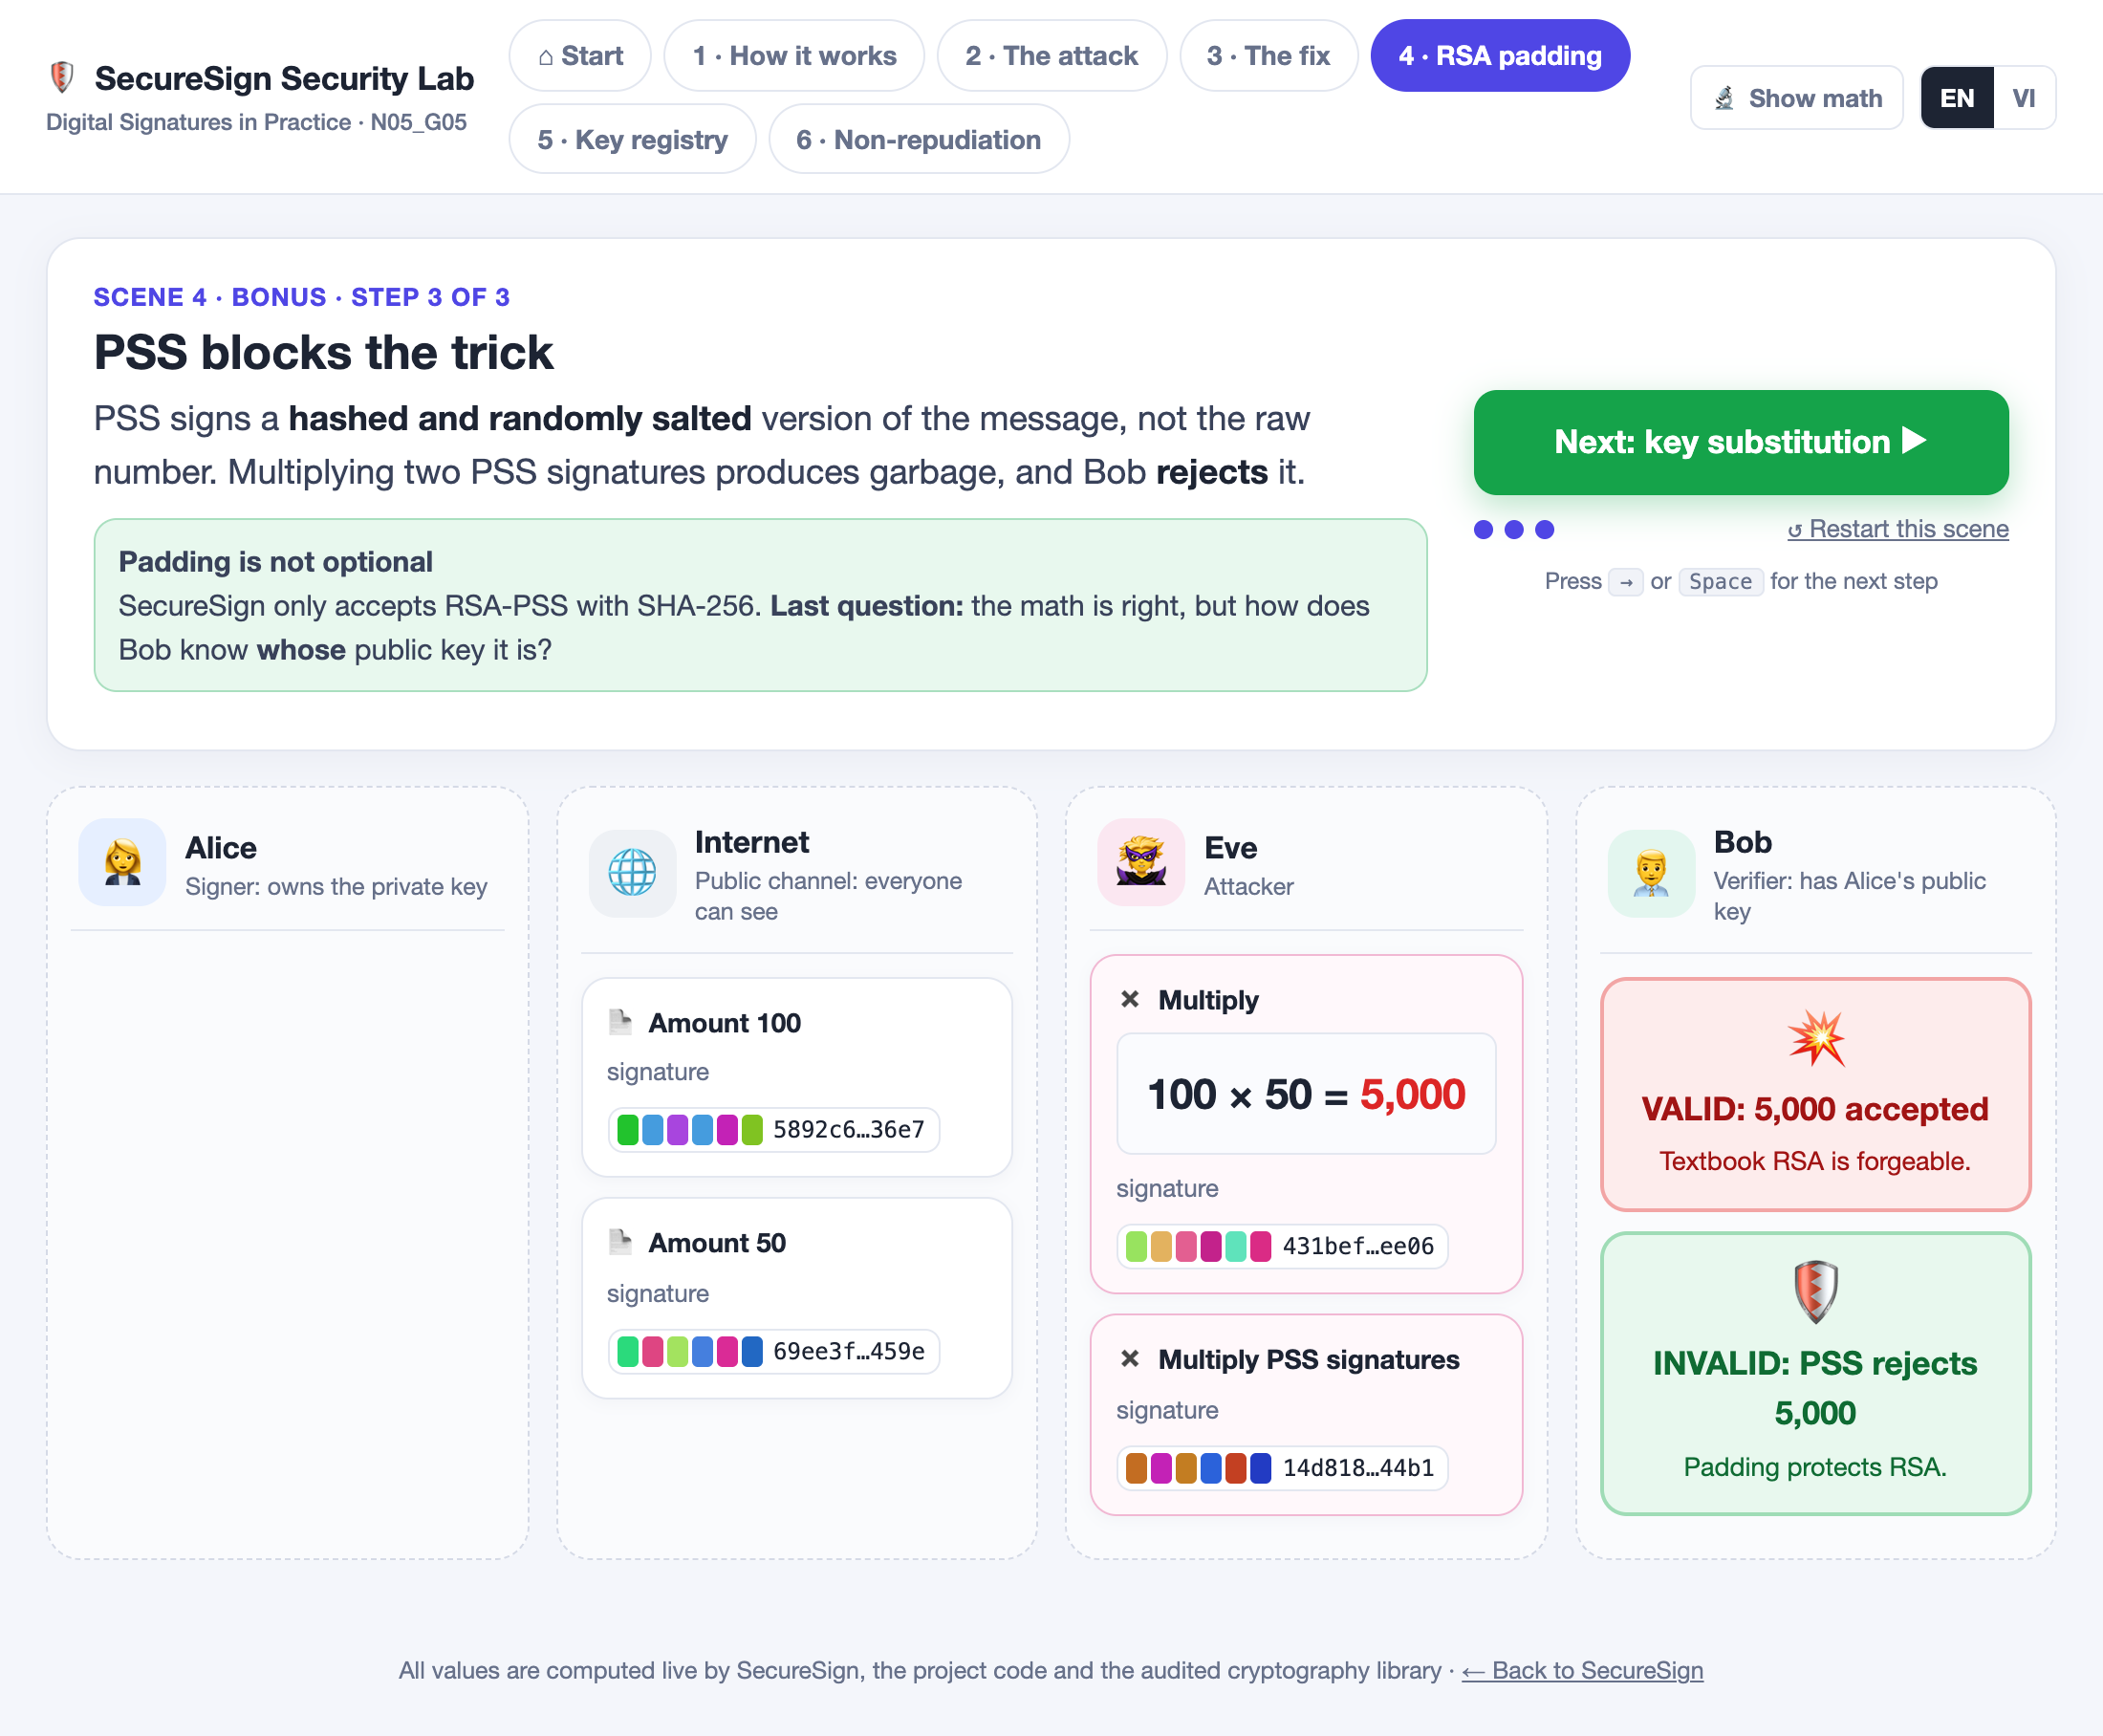 SecureSign Security Lab
Digital Signatures in Practice · N05_G05
⌂ Start
1 · How it works
2 · The attack
3 · The fix
4 · RSA padding
5 · Key registry
6 · Non-repudiation
Show math
EN
VI
SCENE 4 · BONUS · STEP 3 OF 3
PSS blocks the trick
PSS signs a hashed and randomly salted version of the message, not the raw
number. Multiplying two PSS signatures produces garbage, and Bob rejects it.
Padding is not optional
SecureSign only accepts RSA-PSS with SHA-256. Last question: the math is right, but how does
Bob know whose public key it is?
Next: key substitution ▶
↺ Restart this scene
Press → or Space for the next step
Alice
Signer: owns the private key
Internet
Public channel: everyone
can see
Amount 100
signature
5892c6…36e7
Amount 50
signature
69ee3f…459e
Eve
Attacker
✖ Multiply
100 × 50 = 5,000
signature
431bef…ee06
✖ Multiply PSS signatures
signature
14d818…44b1
Bob
Verifier: has Alice's public
key
VALID: 5,000 accepted
Textbook RSA is forgeable.
INVALID: PSS rejects
5,000
Padding protects RSA.
All values are computed live by SecureSign, the project code and the audited cryptography library · ← Back to SecureSign